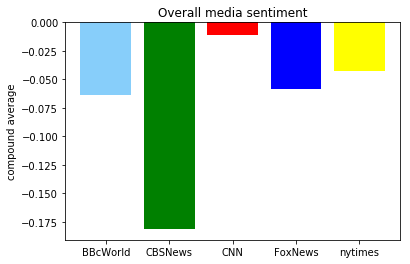 Overall media sentiment
0.000
−0.025
−0.050
−0.075
−0.100
−0.125
−0.150
−0.175
compound average
BBcWorld CBSNews CNN FoxNews nytimes